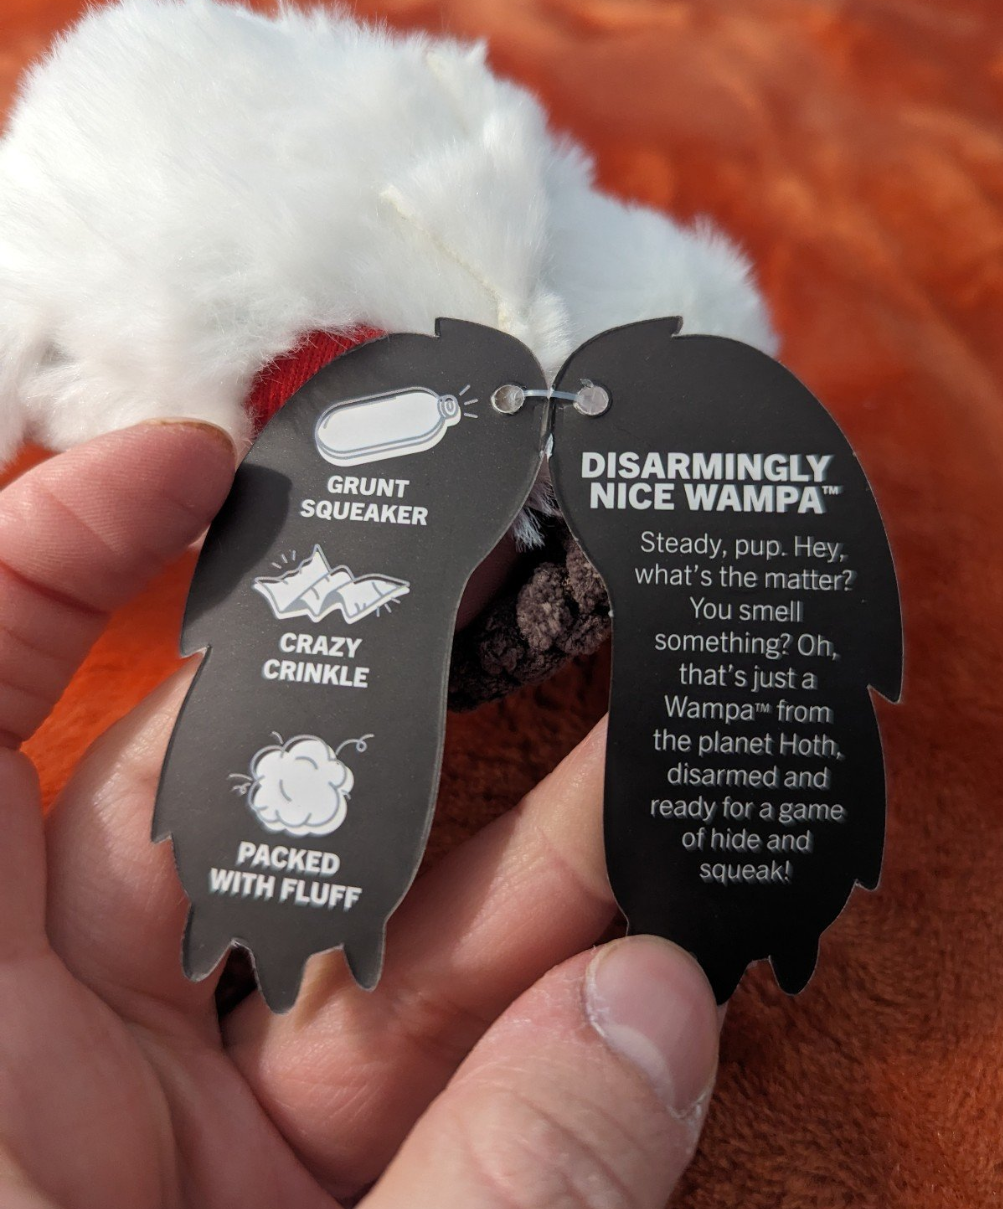 GRUNT
SQUEAKER
CRAZY
CRINKLE
PACKED
WITH FLUFF
DISARMINGLY
NICE WAMPA™
Steady, pup. Hey,
what's the matter?
You smell
something? Oh,
that's just a
Wampa™ from
the planet Hoth,
disarmed and
ready for a game
of hide and
squeak!